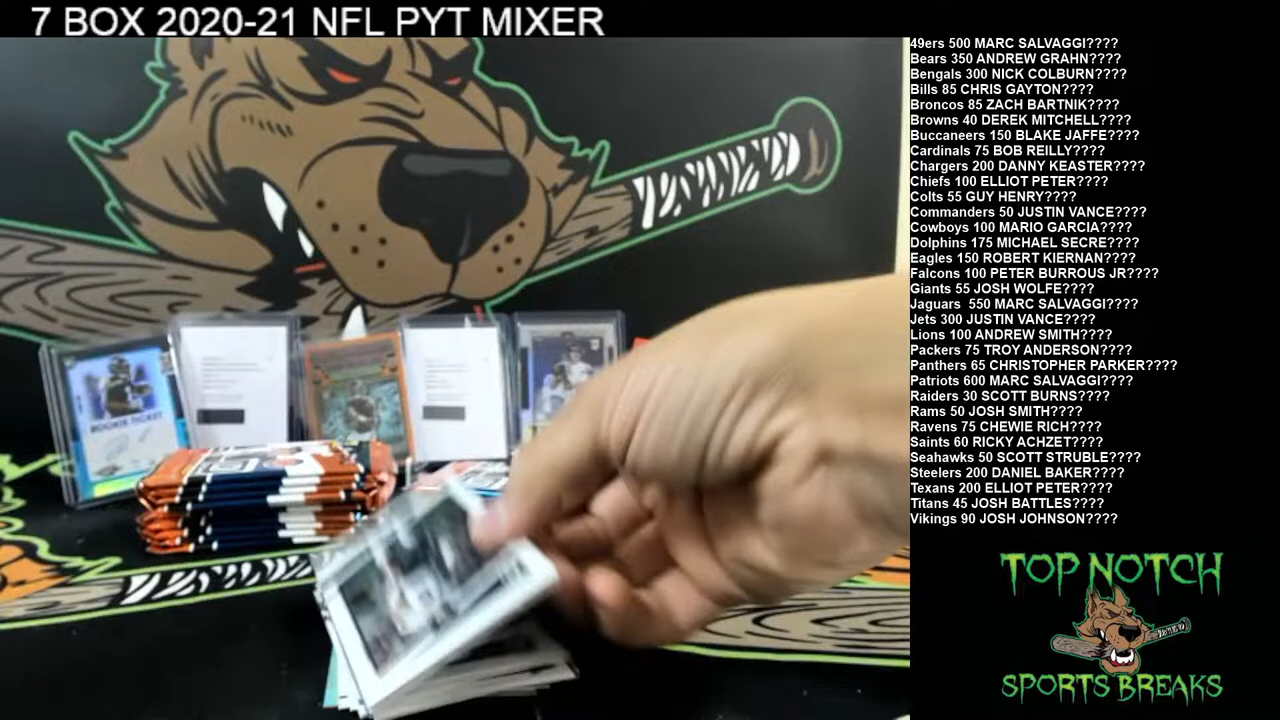 7 BOX 2020-21 NFL PYT MIXER
49ers 500 MARC SALVAGGI????
Bears 350 ANDREW GRAHN????
Bengals 300 NICK COLBURN????
Bills 85 CHRIS GAYTON????
Broncos 85 ZACH BARTNIK????
Browns 40 DEREK MITCHELL????
Buccaneers 150 BLAKE JAFFE????
Cardinals 75 BOB REILLY????
Chargers 200 DANNY KEASTER????
Chiefs 100 ELLIOT PETER????
Colts 55 GUY HENRY????
Commanders 50 JUSTIN VANCE????
Cowboys 100 MARIO GARCIA????
Dolphins 175 MICHAEL SECRE????
Eagles 150 ROBERT KIERNAN????
Falcons 100 PETER BURROUS JR????
Giants 55 JOSH WOLFE????
Jaguars  550 MARC SALVAGGI????
Jets 300 JUSTIN VANCE????
Lions 100 ANDREW SMITH????
Packers 75 TROY ANDERSON????
Panthers 65 CHRISTOPHER PARKER????
Patriots 600 MARC SALVAGGI????
Raiders 30 SCOTT BURNS????
Rams 50 JOSH SMITH????
Ravens 75 CHEWIE RICH????
Saints 60 RICKY ACHZET????
Seahawks 50 SCOTT STRUBLE????
Steelers 200 DANIEL BAKER????
Texans 200 ELLIOT PETER????
Titans 45 JOSH BATTLES????
Vikings 90 JOSH JOHNSON????
ROOKIE TICKET
TOP NOTCH
SPORTS BREAKS